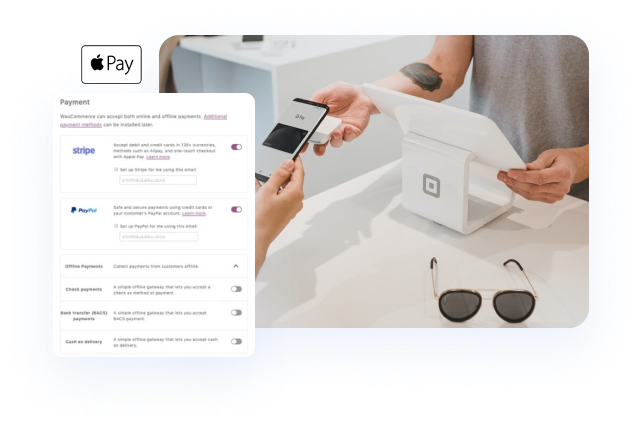 Pay
Payment
WooCommerce can accept both online and offline payments. Additional
payment methods can be installed later.
stripe
Accept debit and credit cards in 135+ currencies,
methods such as Alipay, and one-touch checkout
with Apple Pay. Learn more.
Set up Stripe for me using this email:
PayPal
Safe and secure payments using credit cards or
your customer's PayPal account. Learn more.
Set up PayPal for me using this email:
Offline Payments
Collect payments from customers offline.
Check payments
A simple offline gateway that lets you accept a
check as method of payment.
Bank transfer (BACS)
payments
A simple offline gateway that lets you accept
BACS payment.
Cash on delivery
A simple offline gateway that lets you accept cash
on delivery.
Pay